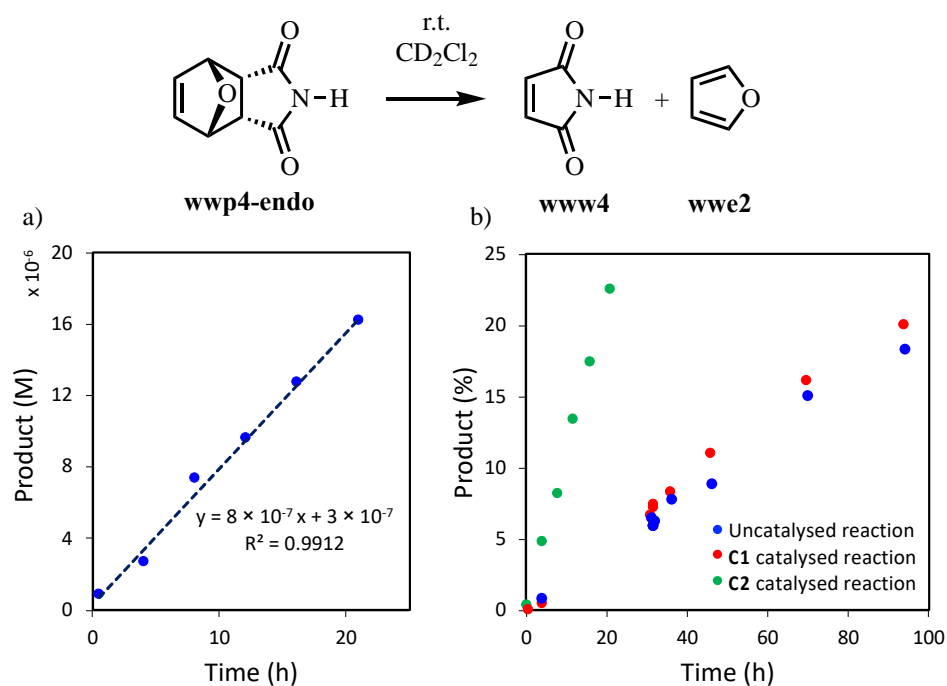 r.t.
CD2Cl2
O
O
N
H
O
O
N
H
O
+
O
wwp4-endo
www4
wwe2
a)
b)
x 10⁻⁶
20
16
12
8
4
0
Product (M)
y = 8 × 10⁻⁷ x + 3 × 10⁻⁷
R² = 0.9912
0
10
20
Time (h)
25
20
15
10
5
0
Product (%)
Uncatalysed reaction
C1 catalysed reaction
C2 catalysed reaction
0
20
40
60
80
100
Time (h)